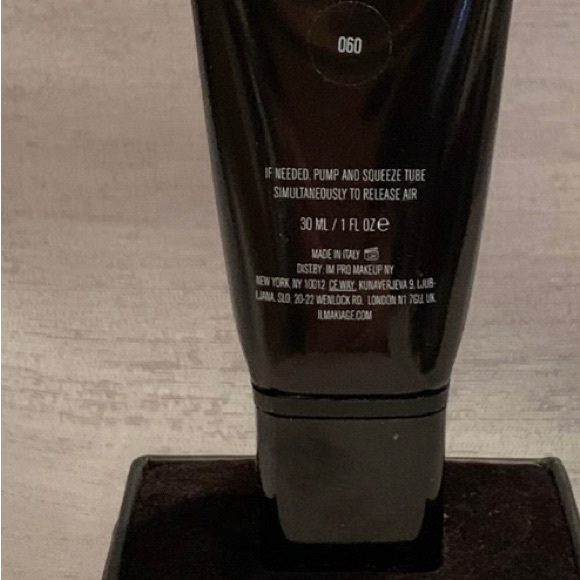 060
IF NEEDED, PUMP AND SQUEEZE TUBE
SIMULTANEOUSLY TO RELEASE AIR
30 ML / 1 FL OZ ℮
MADE IN ITALY
DISTBY: IM PRO MAKEUP NY
NEW YORK, NY 10012 CE WAY, KUNAVERJEVA 9, LJUB-
LJANA, SLO; 20-22 WENLOCK RD, LONDON N1 7GU, UK.
ILMAKIAGE.COM